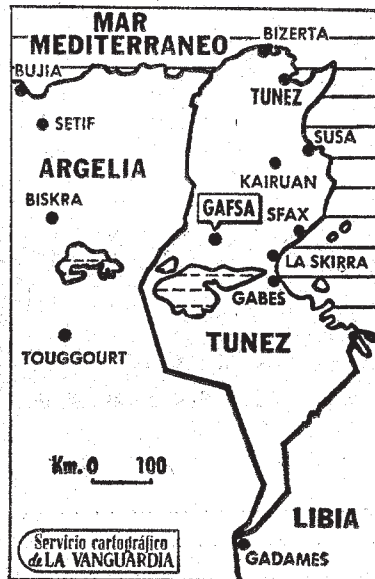 MAR
MEDITERRANEO
BIZERTA
BUJIA
TUNEZ
SETIF
SUSA
ARGELIA
KAIRUAN
BISKRA
GAFSA
SFAX
LA SKIRRA
GABES
TUNEZ
TOUGGOURT
Km. 0 100
LIBIA
Servicio cartográfico
de LA VANGUARDIA
GADAMES